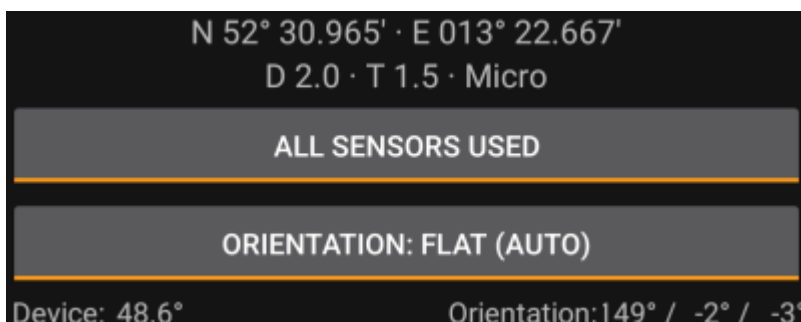 N 52° 30.965' · E 013° 22.667'
D 2.0 · T 1.5 · Micro
ALL SENSORS USED
ORIENTATION: FLAT (AUTO)
Device: 48.6° Orientation:149° / -2° / -3°